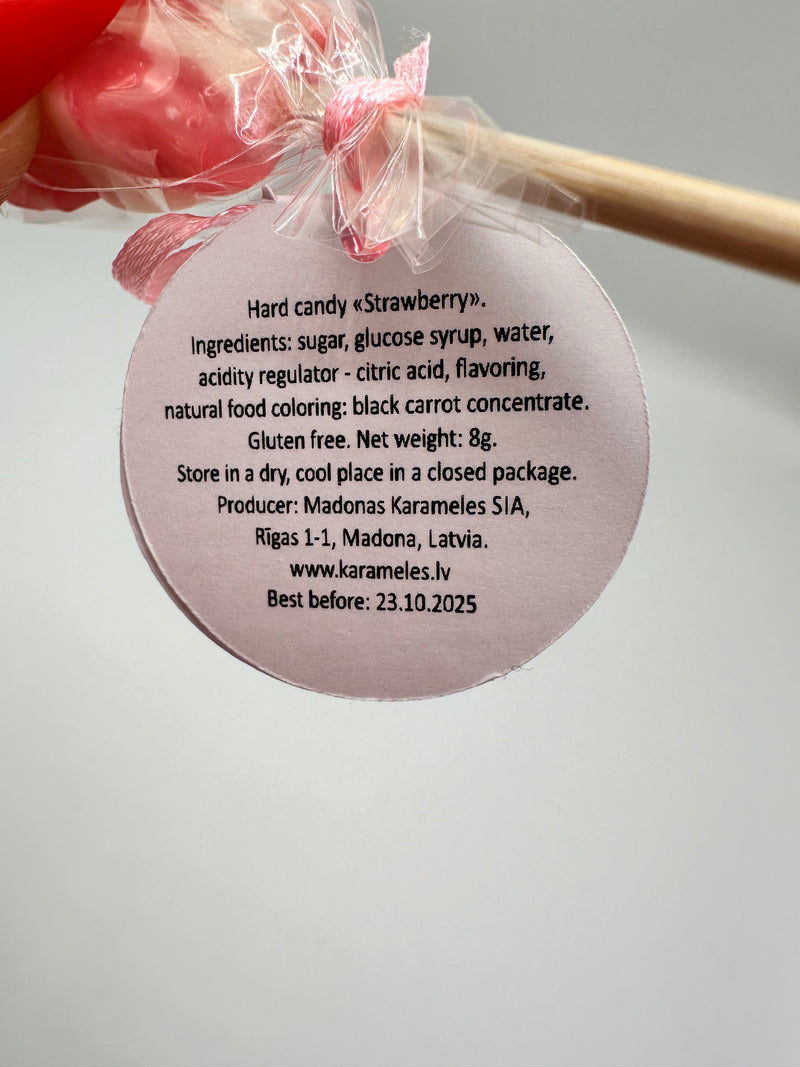 Hard candy «Strawberry».
Ingredients: sugar, glucose syrup, water,
acidity regulator - citric acid, flavoring,
natural food coloring: black carrot concentrate.
Gluten free. Net weight: 8g.
Store in a dry, cool place in a closed package.
Producer: Madonas Karameles SIA,
Rīgas 1-1, Madona, Latvia.
www.karameles.lv
Best before: 23.10.2025